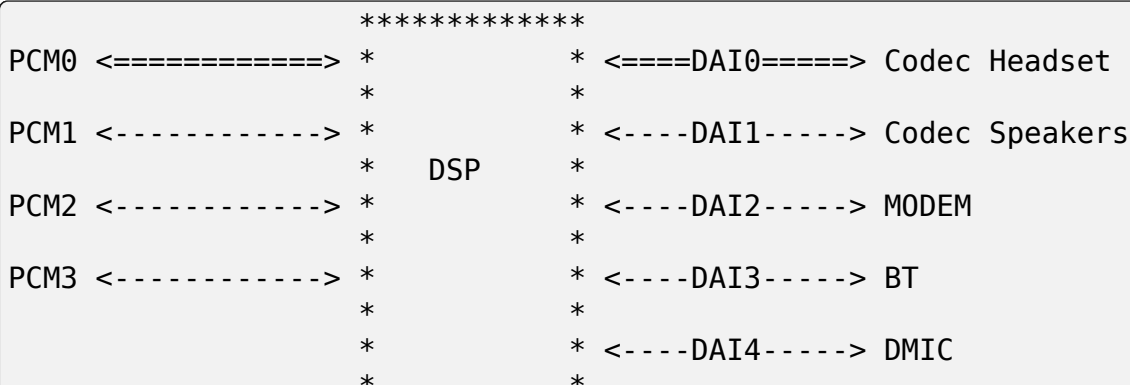 *************
PCM0 <============> *           * <====DAI0=====> Codec Headset
                    *           *
PCM1 <------------> *           * <----DAI1-----> Codec Speakers
                    *   DSP     *
PCM2 <------------> *           * <----DAI2-----> MODEM
                    *           *
PCM3 <------------> *           * <----DAI3-----> BT
                    *           *
                    *           * <----DAI4-----> DMIC
                    *           *